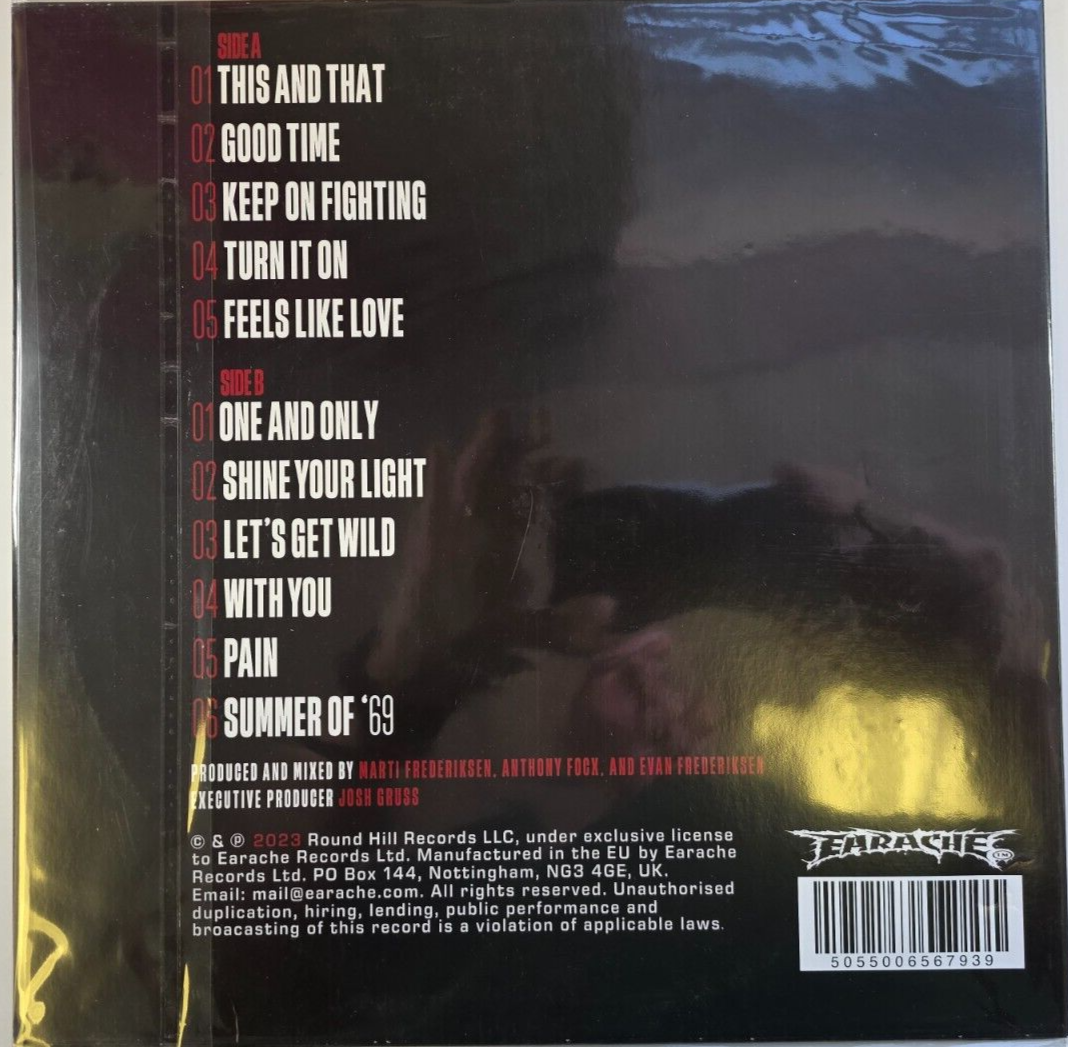 SIDE A
01 THIS AND THAT
02 GOOD TIME
03 KEEP ON FIGHTING
04 TURN IT ON
05 FEELS LIKE LOVE
SIDE B
01 ONE AND ONLY
02 SHINE YOUR LIGHT
03 LET'S GET WILD
04 WITH YOU
05 PAIN
06 SUMMER OF '69
PRODUCED AND MIXED BY MARTI FREDERIKSEN, ANTHONY FOCX, AND EVAN FREDERIKSEN
EXECUTIVE PRODUCER JOSH GRUSS
© & ℗ 2023 Round Hill Records LLC, under exclusive license
to Earache Records Ltd. Manufactured in the EU by Earache
Records Ltd. PO Box 144, Nottingham, NG3 4GE, UK.
Email: mail@earache.com. All rights reserved. Unauthorised
duplication, hiring, lending, public performance and
brocasting of this record is a violation of applicable laws.
EARACHE TM
5055006567939